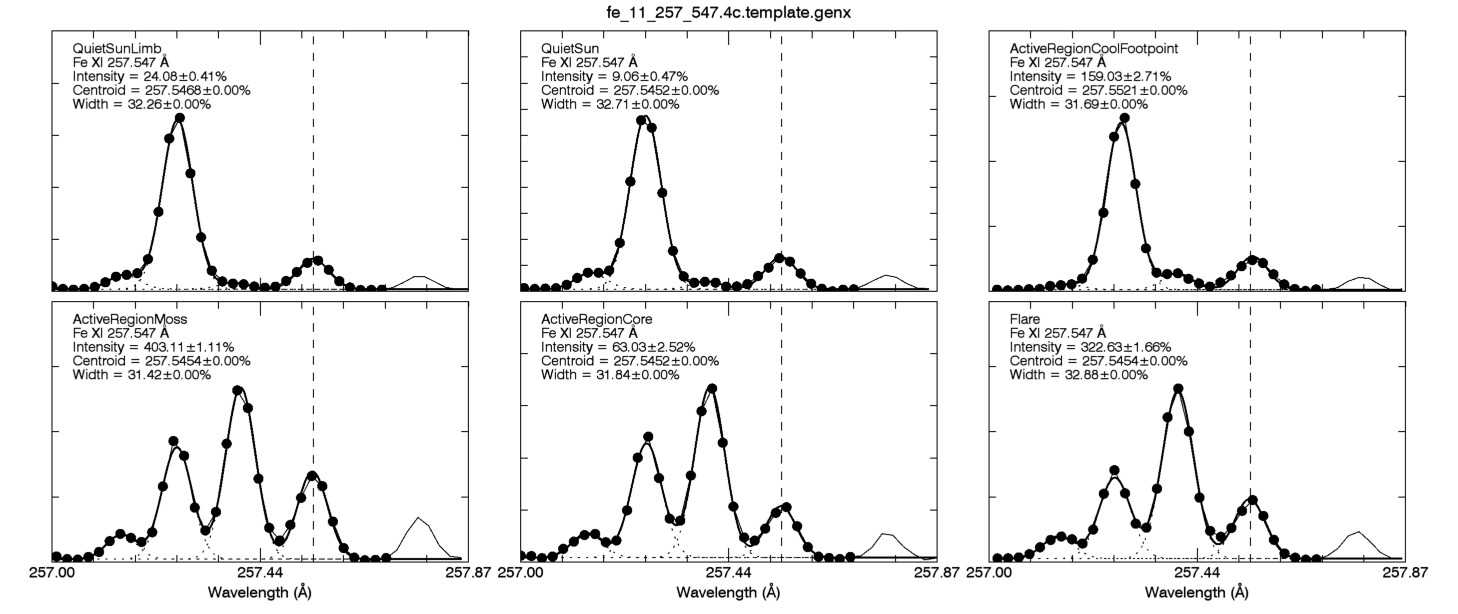 fe_11_257_547.4c.template.genx
QuietSunLimb
Fe XI 257.547 Å
Intensity = 24.08±0.41%
Centroid = 257.5468±0.00%
Width = 32.26±0.00%
QuietSun
Fe XI 257.547 Å
Intensity = 9.06±0.47%
Centroid = 257.5452±0.00%
Width = 32.71±0.00%
ActiveRegionCoolFootpoint
Fe XI 257.547 Å
Intensity = 159.03±2.71%
Centroid = 257.5521±0.00%
Width = 31.69±0.00%
ActiveRegionMoss
Fe XI 257.547 Å
Intensity = 403.11±1.11%
Centroid = 257.5454±0.00%
Width = 31.42±0.00%
ActiveRegionCore
Fe XI 257.547 Å
Intensity = 63.03±2.52%
Centroid = 257.5452±0.00%
Width = 31.84±0.00%
Flare
Fe XI 257.547 Å
Intensity = 322.63±1.66%
Centroid = 257.5454±0.00%
Width = 32.88±0.00%
257.00 257.44 257.87 257.00 257.44 257.87 257.00 257.44 257.87
Wavelength (Å) Wavelength (Å) Wavelength (Å)